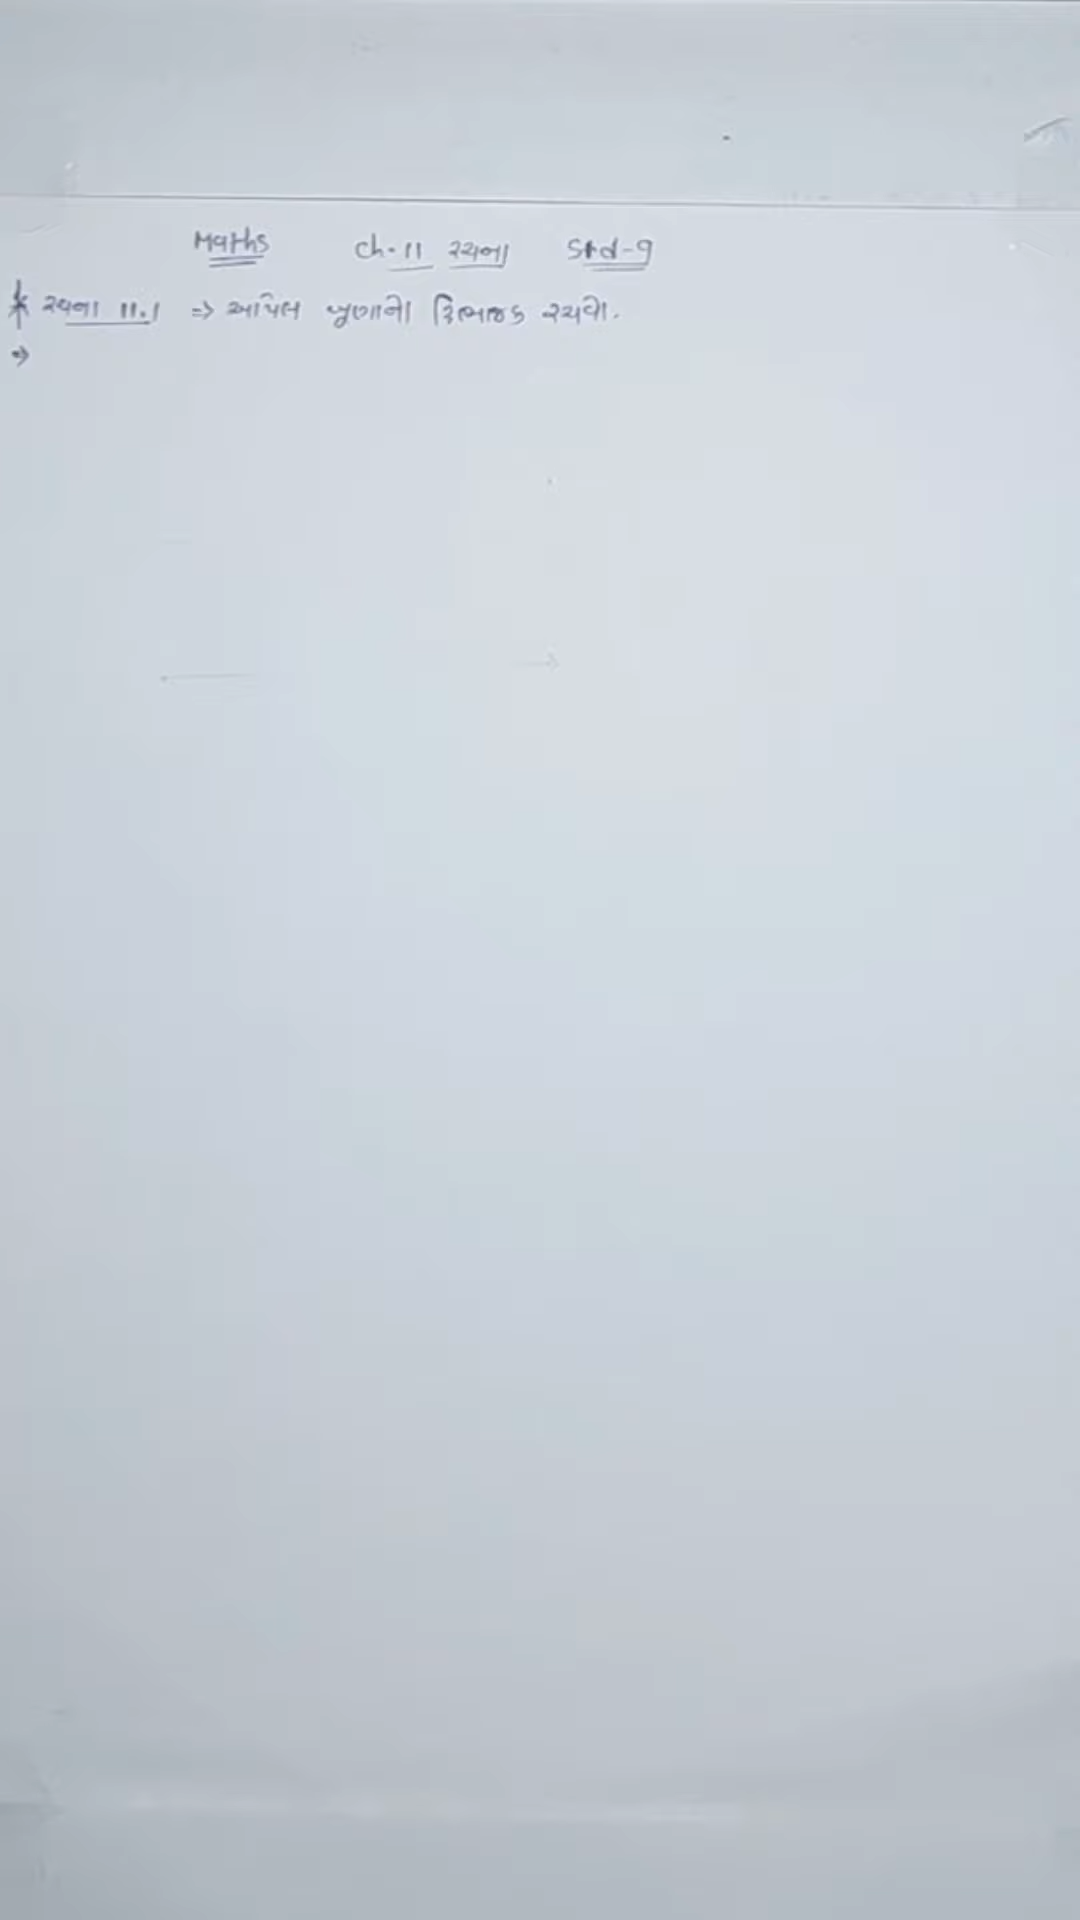 Maths ch-11 રચના Std-9
* રચના 11.1 => આપેલ ખૂણાનો દ્વિભાજક રચવો.
=>